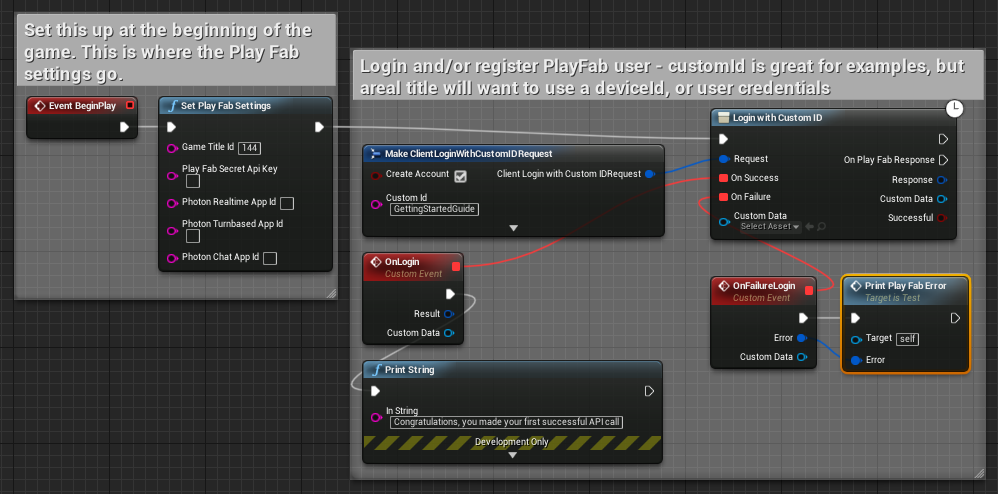 Set this up at the beginning of the
game. This is where the Play Fab
settings go.
Event BeginPlay
Set Play Fab Settings
Game Title Id 144
Play Fab Secret Api Key
Photon Realtime App Id
Photon Turnbased App Id
Photon Chat App Id
Login and/or register PlayFab user - customId is great for examples, but
areal title will want to use a deviceId, or user credentials
Make ClientLoginWithCustomIDRequest
Create Account
Client Login with Custom IDRequest
Custom Id
GettingStartedGuide
Login with Custom ID
Request
On Play Fab Response
On Success
Response
On Failure
Custom Data
Custom Data
Select Asset
Successful
OnLogin
Custom Event
Result
Custom Data
Print String
In String
Congratulations, you made your first successful API call
Development Only
OnFailureLogin
Custom Event
Error
Custom Data
Print Play Fab Error
Target is Test
Target self
Error